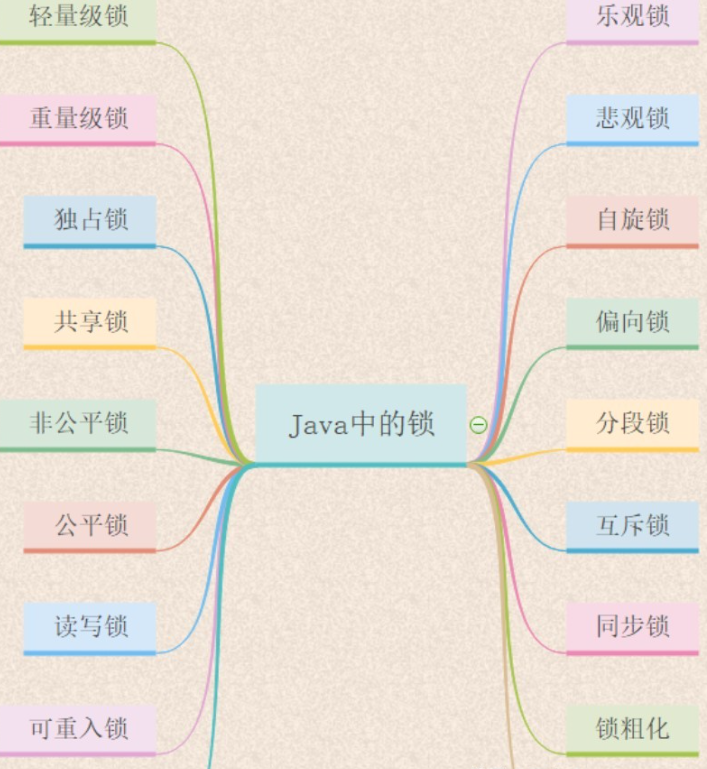 轻量级锁
重量级锁
独占锁
共享锁
非公平锁
公平锁
读写锁
可重入锁
Java中的锁
乐观锁
悲观锁
自旋锁
偏向锁
分段锁
互斥锁
同步锁
锁粗化